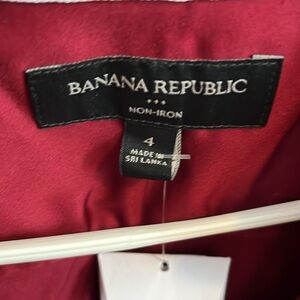 BANANA REPUBLIC
NON-IRON
4
MADE IN
SRI LANKA